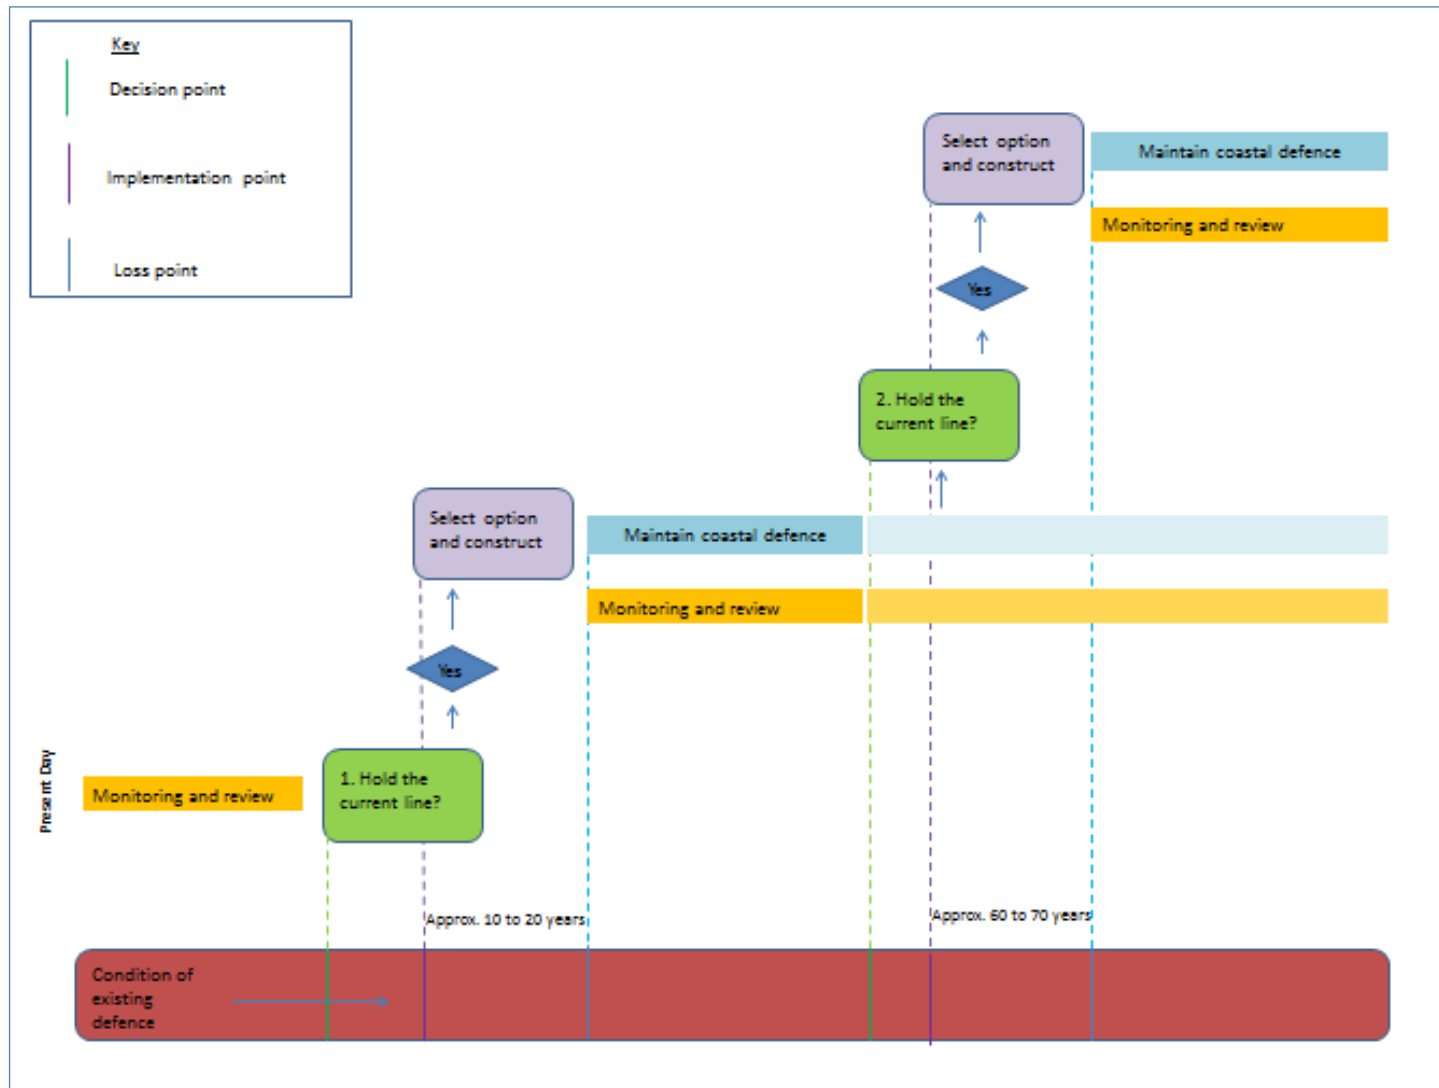 Key
Decision point
Implementation point
Loss point
Select option
and construct
Maintain coastal defence
Monitoring and review
Yes
2. Hold the
current line?
Select option
and construct
Maintain coastal defence
Monitoring and review
Yes
Present Day
Monitoring and review
1. Hold the
current line?
Approx. 10 to 20 years
Approx. 60 to 70 years
Condition of
existing
defence